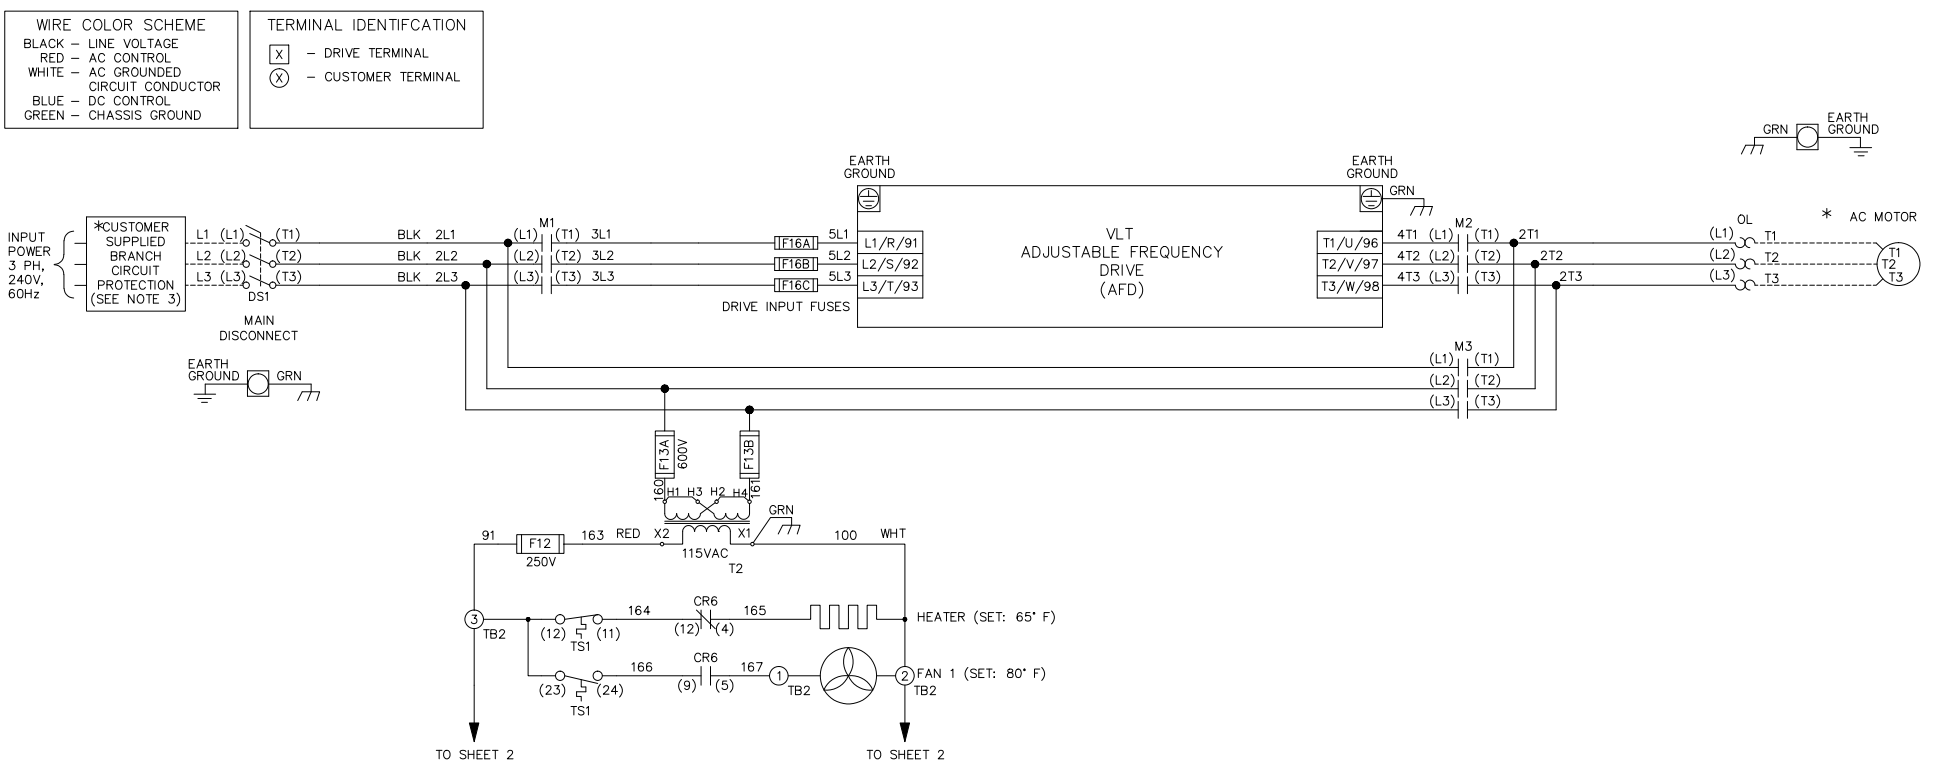 WIRE COLOR SCHEME
BLACK – LINE VOLTAGE
RED – AC CONTROL
WHITE – AC GROUNDED
CIRCUIT CONDUCTOR
BLUE – DC CONTROL
GREEN – CHASSIS GROUND
TERMINAL IDENTIFCATION
X – DRIVE TERMINAL
X – CUSTOMER TERMINAL
GRN
EARTH
GROUND
INPUT
POWER
3 PH,
240V,
60Hz
*CUSTOMER
SUPPLIED
BRANCH
CIRCUIT
PROTECTION
(SEE NOTE 3)
L1 (L1) (T1) BLK 2L1 (L1) M1 (T1) 3L1 F16A 5L1 L1/R/91
L2 (L2) (T2) BLK 2L2 (L2) (T2) 3L2 F16B 5L2 L2/S/92
L3 (L3) (T3) BLK 2L3 (L3) (T3) 3L3 F16C 5L3 L3/T/93
DS1
MAIN
DISCONNECT
DRIVE INPUT FUSES
EARTH
GROUND
VLT
ADJUSTABLE FREQUENCY
DRIVE
(AFD)
EARTH
GROUND
GRN
T1/U/96 4T1 (L1) M2 (T1) 2T1 (L1) OL T1
T2/V/97 4T2 (L2) (T2) 2T2 (L2) T2
T3/W/98 4T3 (L3) (T3) 2T3 (L3) T3
* AC MOTOR
T1
T2
T3
EARTH
GROUND
GRN
M3
(L1) (T1)
(L2) (T2)
(L3) (T3)
F13A
600V
F13B
160
161
H1 H3 H2 H4
GRN
91 F12 163 RED X2 X1 100 WHT
250V
115VAC
T2
3
TB2
(12) (11)
TS1
164
CR6
(12) (4)
165
HEATER (SET: 65° F)
(23) (24)
TS1
166
CR6
(9) (5)
167
1
TB2
2
TB2
FAN 1 (SET: 80° F)
TO SHEET 2
TO SHEET 2